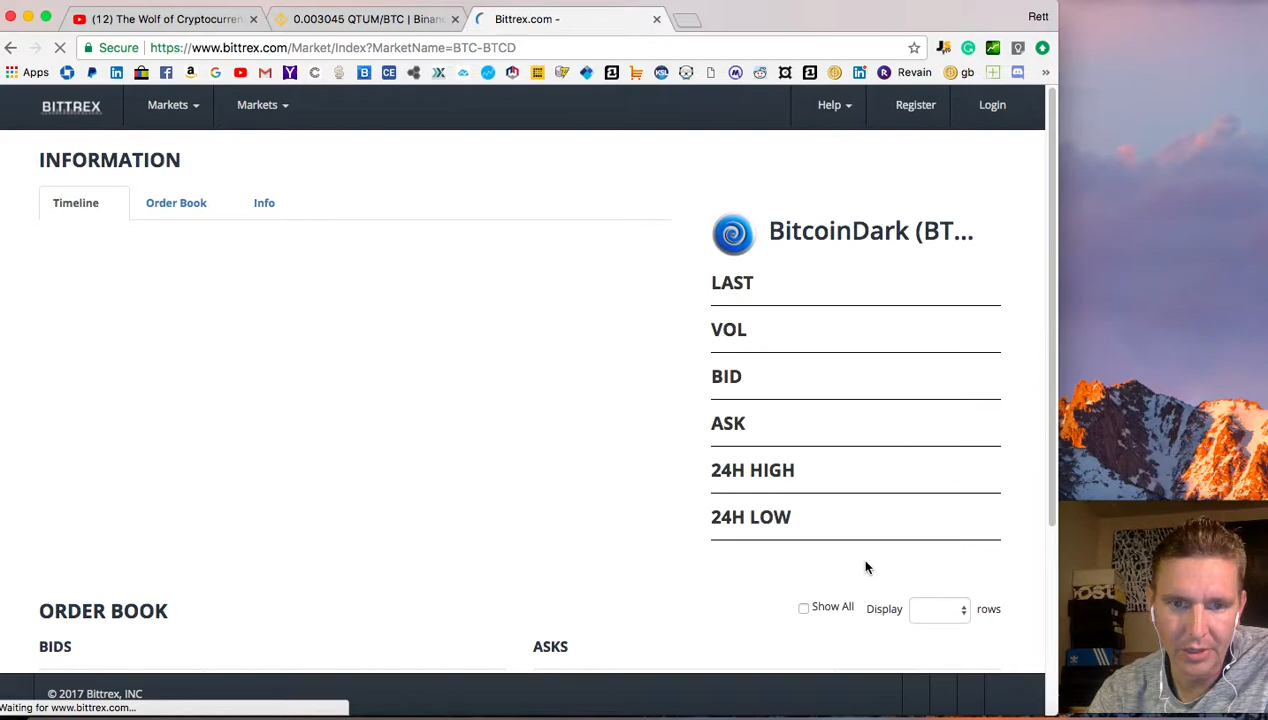 (12) The Wolf of Cryptocurren
0.003045 QTUM/BTC | Binan
Bittrex.com -
Rett
Secure
https://www.bittrex.com/Market/Index?MarketName=BTC-BTCD
Apps
Revain
gb
BITTREX
Markets
Markets
Help
Register
Login
INFORMATION
Timeline
Order Book
Info
BitcoinDark (BT...
LAST
VOL
BID
ASK
24H HIGH
24H LOW
ORDER BOOK
Show All
Display
rows
BIDS
ASKS
© 2017 Bittrex, INC
Waiting for www.bittrex.com...